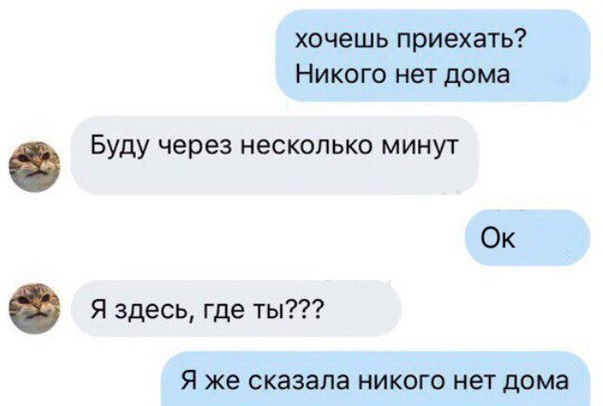 хочешь приехать?
Никого нет дома
Буду через несколько минут
Ок
Я здесь, где ты???
Я же сказала никого нет дома